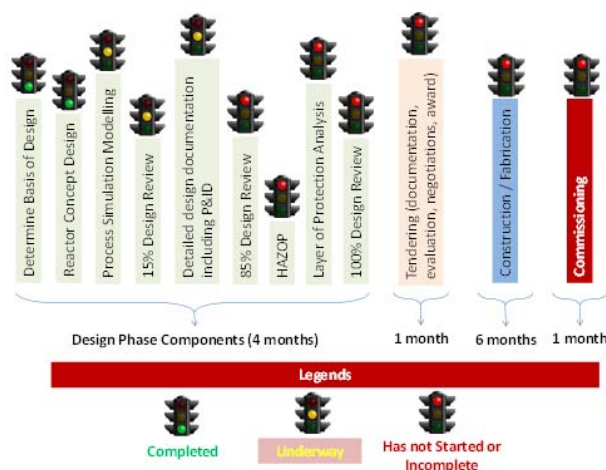 Determine Basis of Design
Reactor Concept Design
Process Simulation Modelling
15% Design Review
Detailed design documentation
including P&ID
85% Design Review
HAZOP
Layer of Protection Analysis
100% Design Review
Tendering (documentation,
evaluation, negotiations, award)
Construction / Fabrication
Commissioning
Design Phase Components (4 months)
1 month
6 months
1 month
Legends
Completed
Underway
Has not Started or
Incomplete